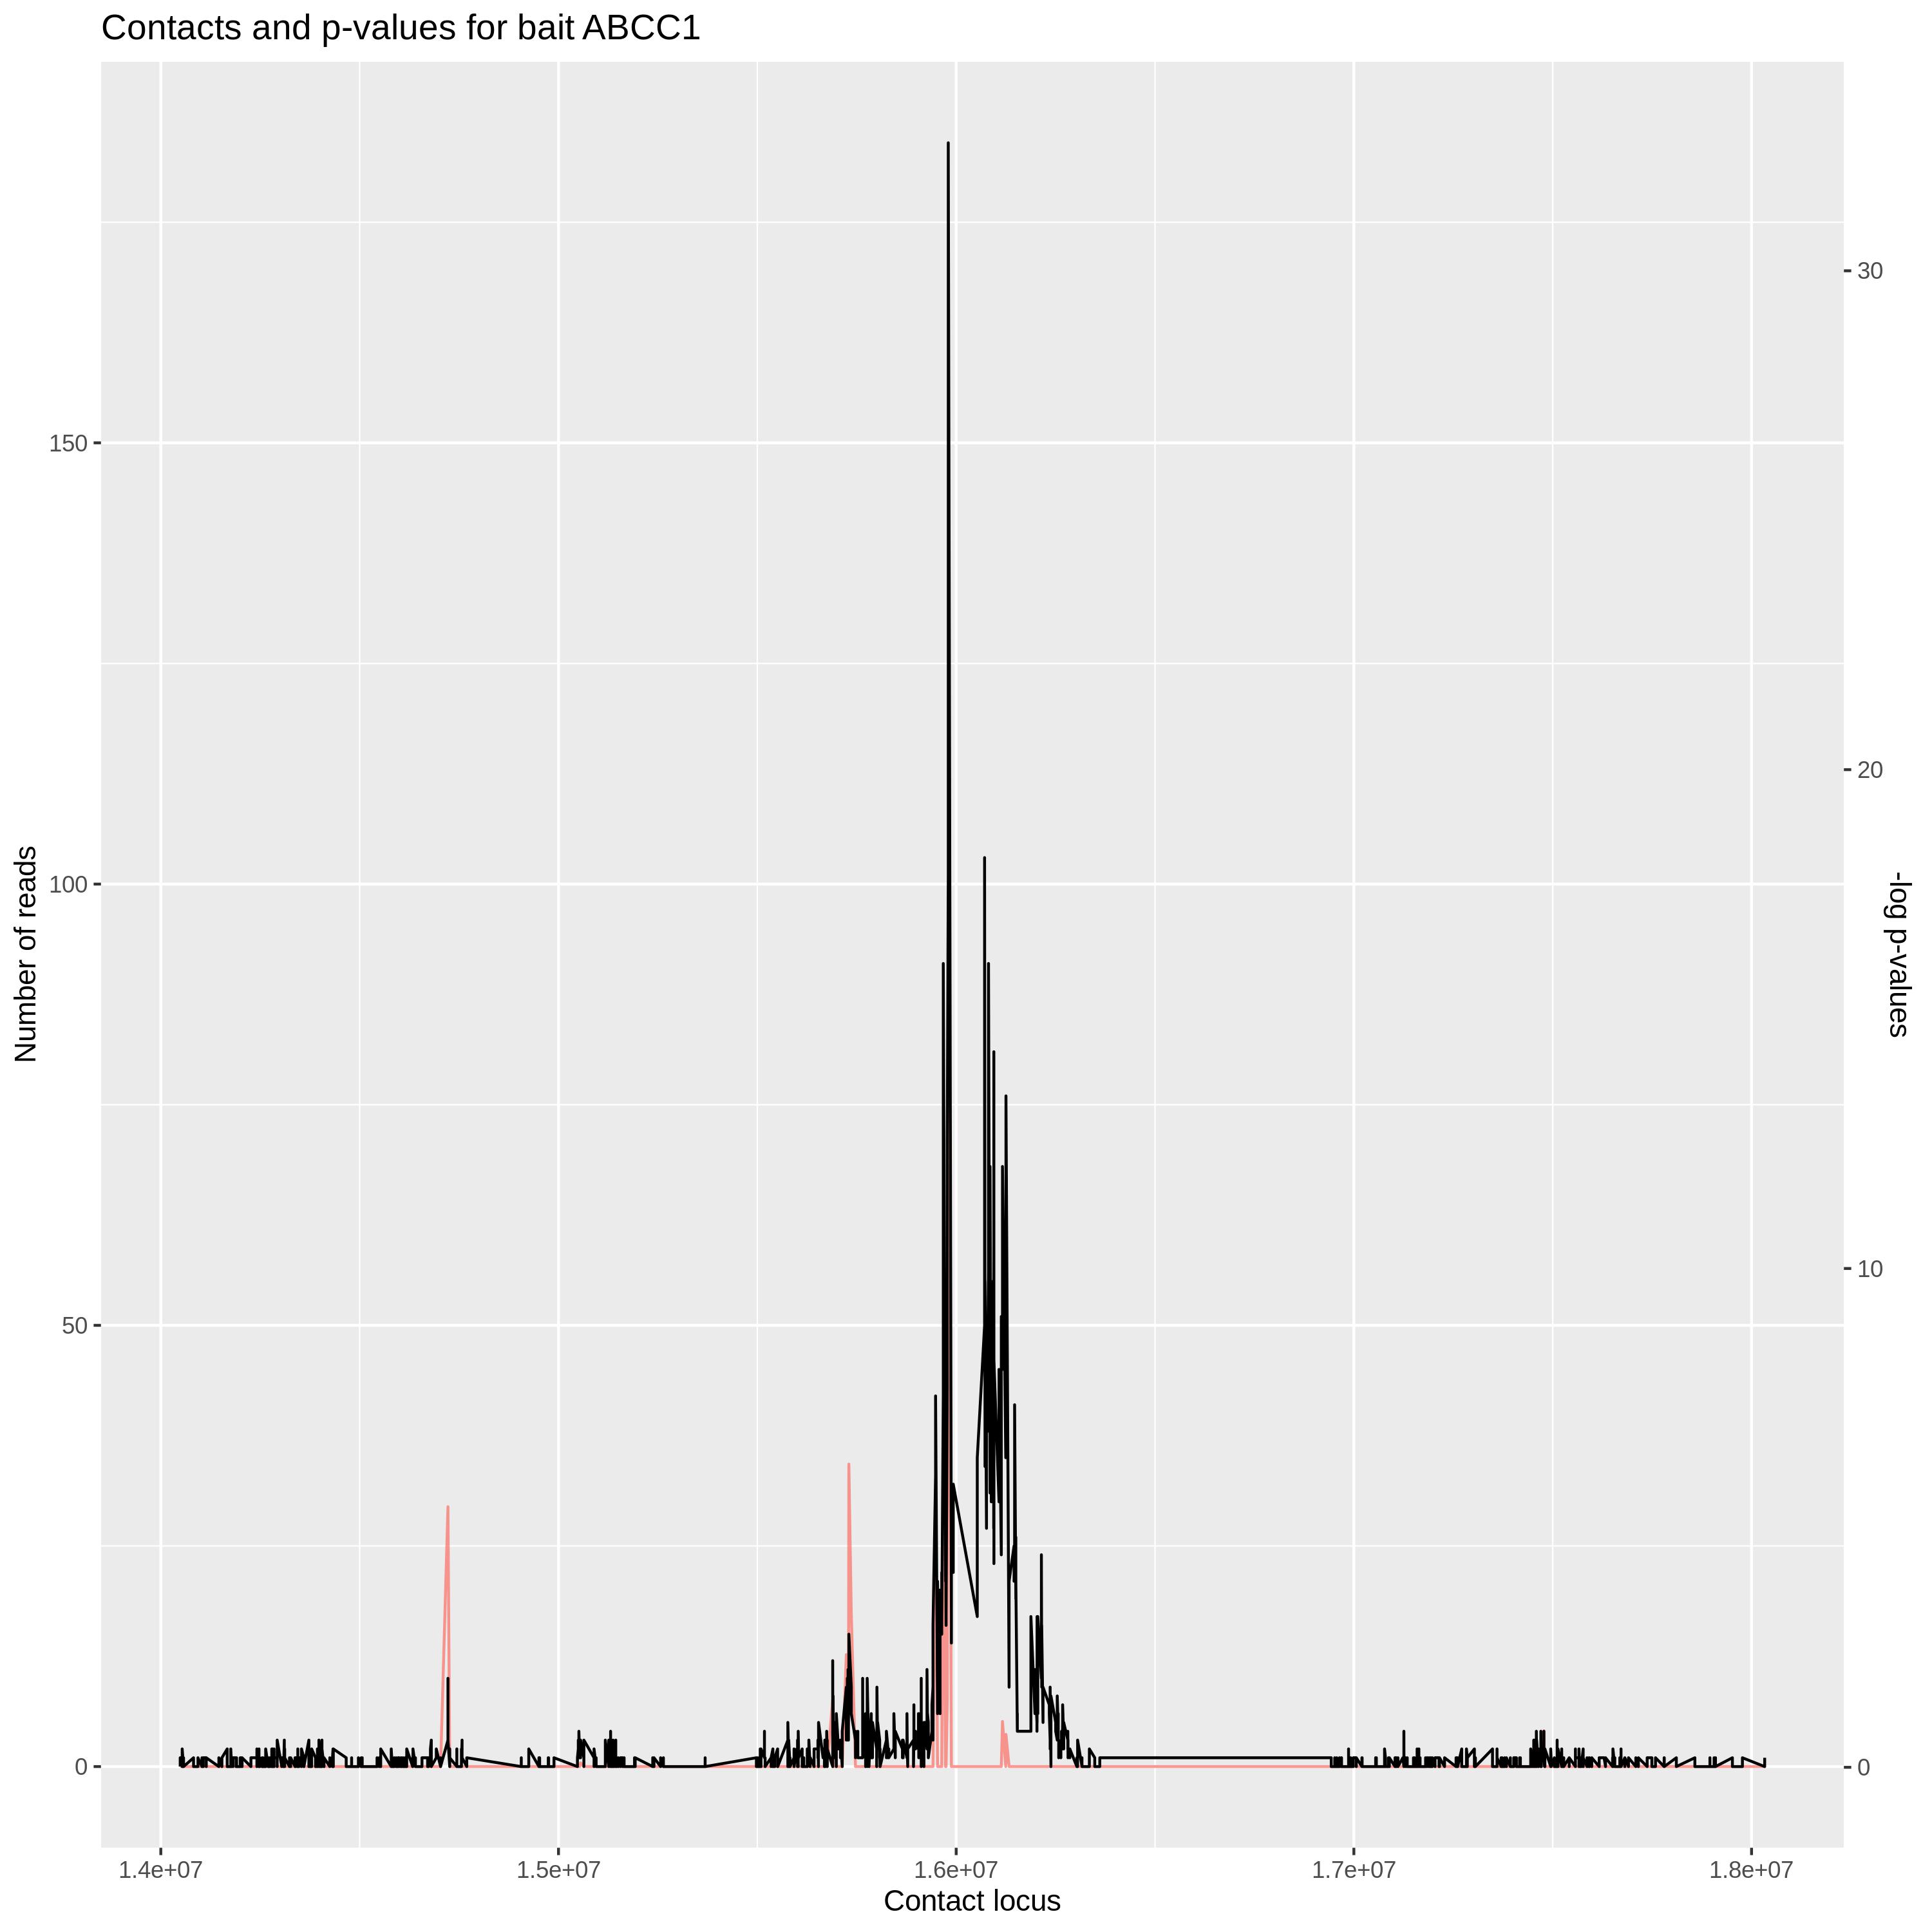 Contacts and p-values for bait ABCC1
150
100
50
0
30
20
10
0
Number of reads
-log p-values
1.4e+07 1.5e+07 1.6e+07 1.7e+07 1.8e+07
Contact locus